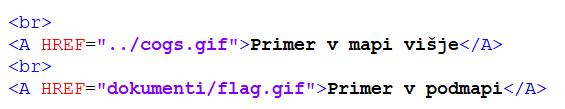 <br>
<A HREF="../cogs.gif">Primer v mapi višje</A>
<br>
<A HREF="dokumenti/flag.gif">Primer v podmapi</A>